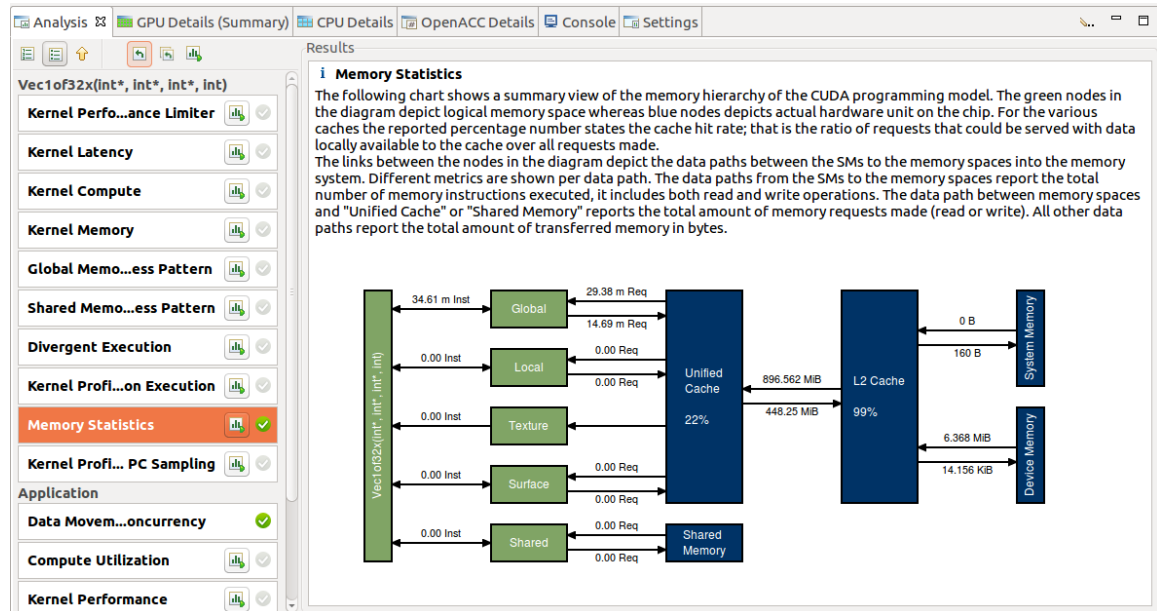 Analysis GPU Details (Summary) CPU Details OpenACC Details Console Settings
Results
Vec1of32x(int*, int*, int*, int)
Kernel Perfo...ance Limiter
Kernel Latency
Kernel Compute
Kernel Memory
Global Memo...ess Pattern
Shared Memo...ess Pattern
Divergent Execution
Kernel Profi...on Execution
Memory Statistics
Kernel Profi... PC Sampling
Application
Data Movem...oncurrency
Compute Utilization
Kernel Performance
i Memory Statistics
The following chart shows a summary view of the memory hierarchy of the CUDA programming model. The green nodes in
the diagram depict logical memory space whereas blue nodes depicts actual hardware unit on the chip. For the various
caches the reported percentage number states the cache hit rate; that is the ratio of requests that could be served with data
locally available to the cache over all requests made.
The links between the nodes in the diagram depict the data paths between the SMs to the memory spaces into the memory
system. Different metrics are shown per data path. The data paths from the SMs to the memory spaces report the total
number of memory instructions executed, it includes both read and write operations. The data path between memory spaces
and "Unified Cache" or "Shared Memory" reports the total amount of memory requests made (read or write). All other data
paths report the total amount of transferred memory in bytes.
Vec1of32x(int*, int*, int*, int)
34.61 m Inst
Global
29.38 m Req
14.69 m Req
0.00 Inst
Local
0.00 Req
0.00 Req
0.00 Inst
Texture
0.00 Inst
Surface
0.00 Req
0.00 Req
0.00 Inst
Shared
0.00 Req
0.00 Req
Unified
Cache
22%
Shared
Memory
896.562 MiB
448.25 MiB
L2 Cache
99%
0 B
160 B
System Memory
6.368 MiB
14.156 KiB
Device Memory